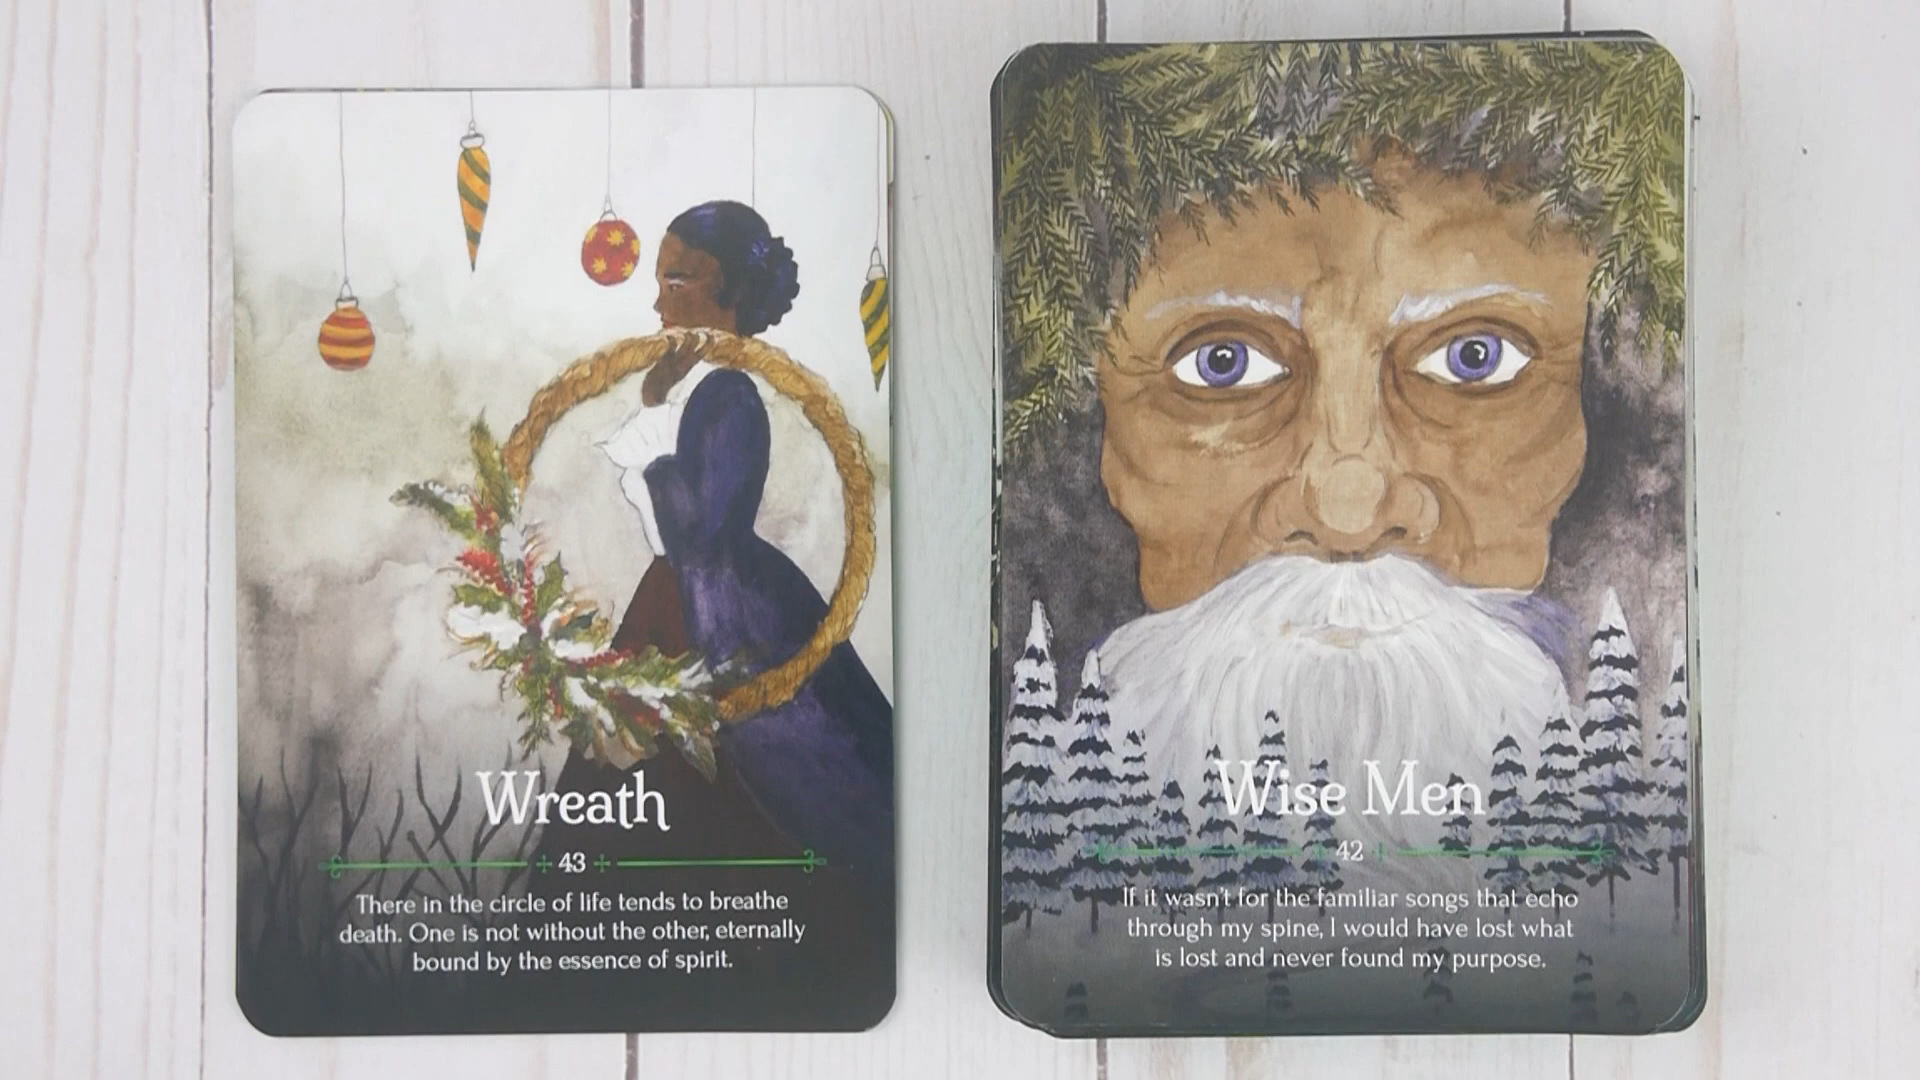 Wreath
43
There in the circle of life tends to breathe
death. One is not without the other, eternally
bound by the essence of spirit.
Wise Men
42
If it wasn't for the familiar songs that echo
through my spine, I would have lost what
is lost and never found my purpose.